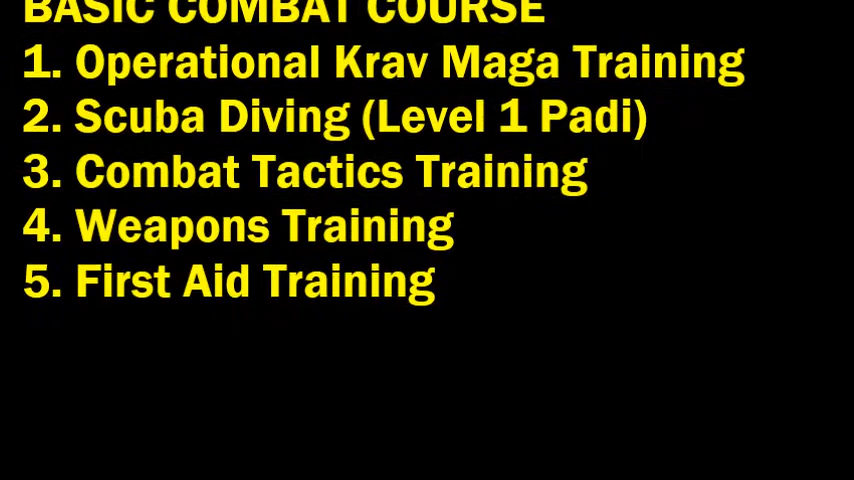 BASIC COMBAT COURSE
1. Operational Krav Maga Training
2. Scuba Diving (Level 1 Padi)
3. Combat Tactics Training
4. Weapons Training
5. First Aid Training